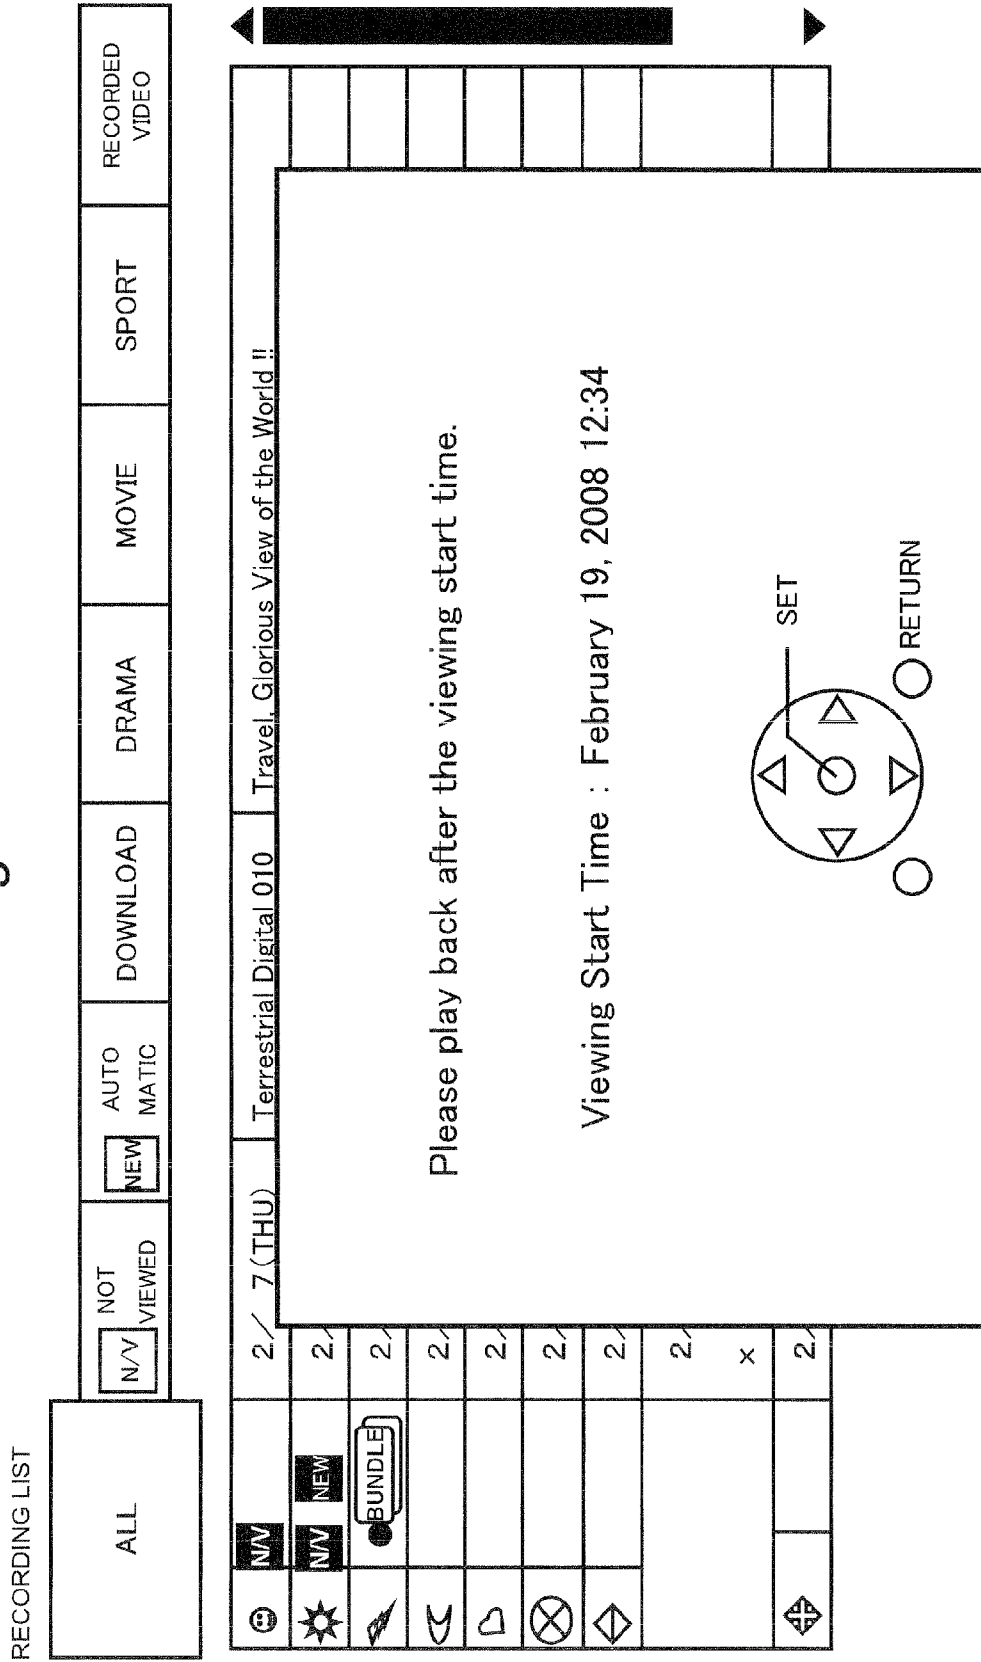 RECORDING LIST
ALL
N/V
NOT
VIEWED
NEW
AUTO
MATIC
DOWNLOAD
DRAMA
MOVIE
SPORT
RECORDED
VIDEO
N/V
2/ 7(THU)
Terrestrial Digital 010
Travel, Glorious View of the World !!
N/V NEW
2/
BUNDLE
2/
2/
2/
2/
2/
2/
x
2/
Please play back after the viewing start time.
Viewing Start Time : February 19, 2008 12:34
SET
RETURN